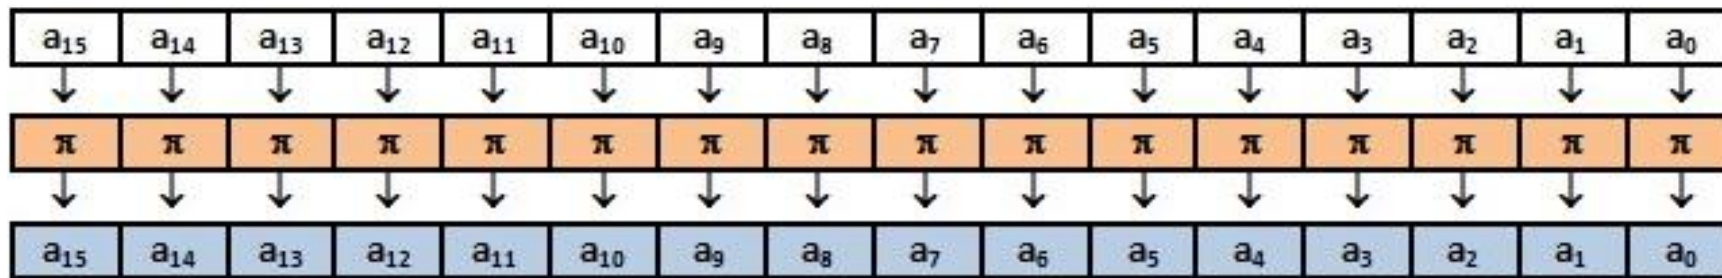 a₁₅ a₁₄ a₁₃ a₁₂ a₁₁ a₁₀ a₉ a₈ a₇ a₆ a₅ a₄ a₃ a₂ a₁ a₀
π π π π π π π π π π π π π π π π
a₁₅ a₁₄ a₁₃ a₁₂ a₁₁ a₁₀ a₉ a₈ a₇ a₆ a₅ a₄ a₃ a₂ a₁ a₀